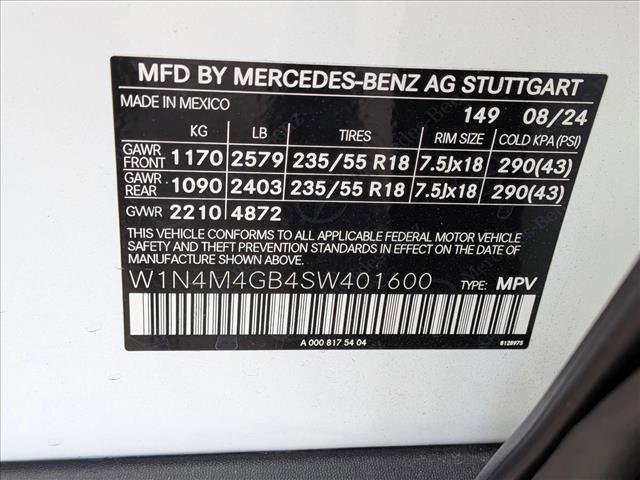 MFD BY MERCEDES-BENZ AG STUTTGART
MADE IN MEXICO 149 08/24
KG LB TIRES RIM SIZE COLD KPA(PSI)
GAWR FRONT 1170 2579 235/55 R18 7.5Jx18 290(43)
GAWR REAR 1090 2403 235/55 R18 7.5Jx18 290(43)
GVWR 2210 4872
THIS VEHICLE CONFORMS TO ALL APPLICABLE FEDERAL MOTOR VEHICLE
SAFETY AND THEFT PREVENTION STANDARDS IN EFFECT ON THE DATE OF
MANUFACTURE SHOWN ABOVE.
W1N4M4GB4SW401600 TYPE: MPV
A 000 817 54 04 6128975